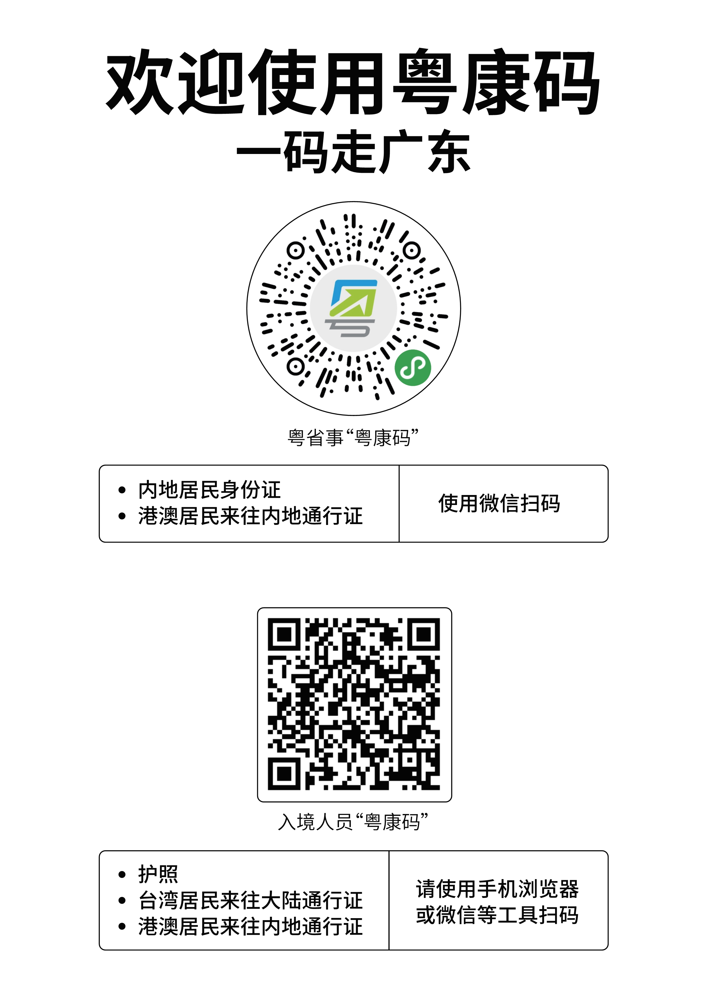 欢迎使用粤康码
一码走广东
粤省事“粤康码”
• 内地居民身份证
• 港澳居民来往内地通行证
使用微信扫码
入境人员“粤康码”
• 护照
• 台湾居民来往大陆通行证
• 港澳居民来往内地通行证
请使用手机浏览器
或微信等工具扫码